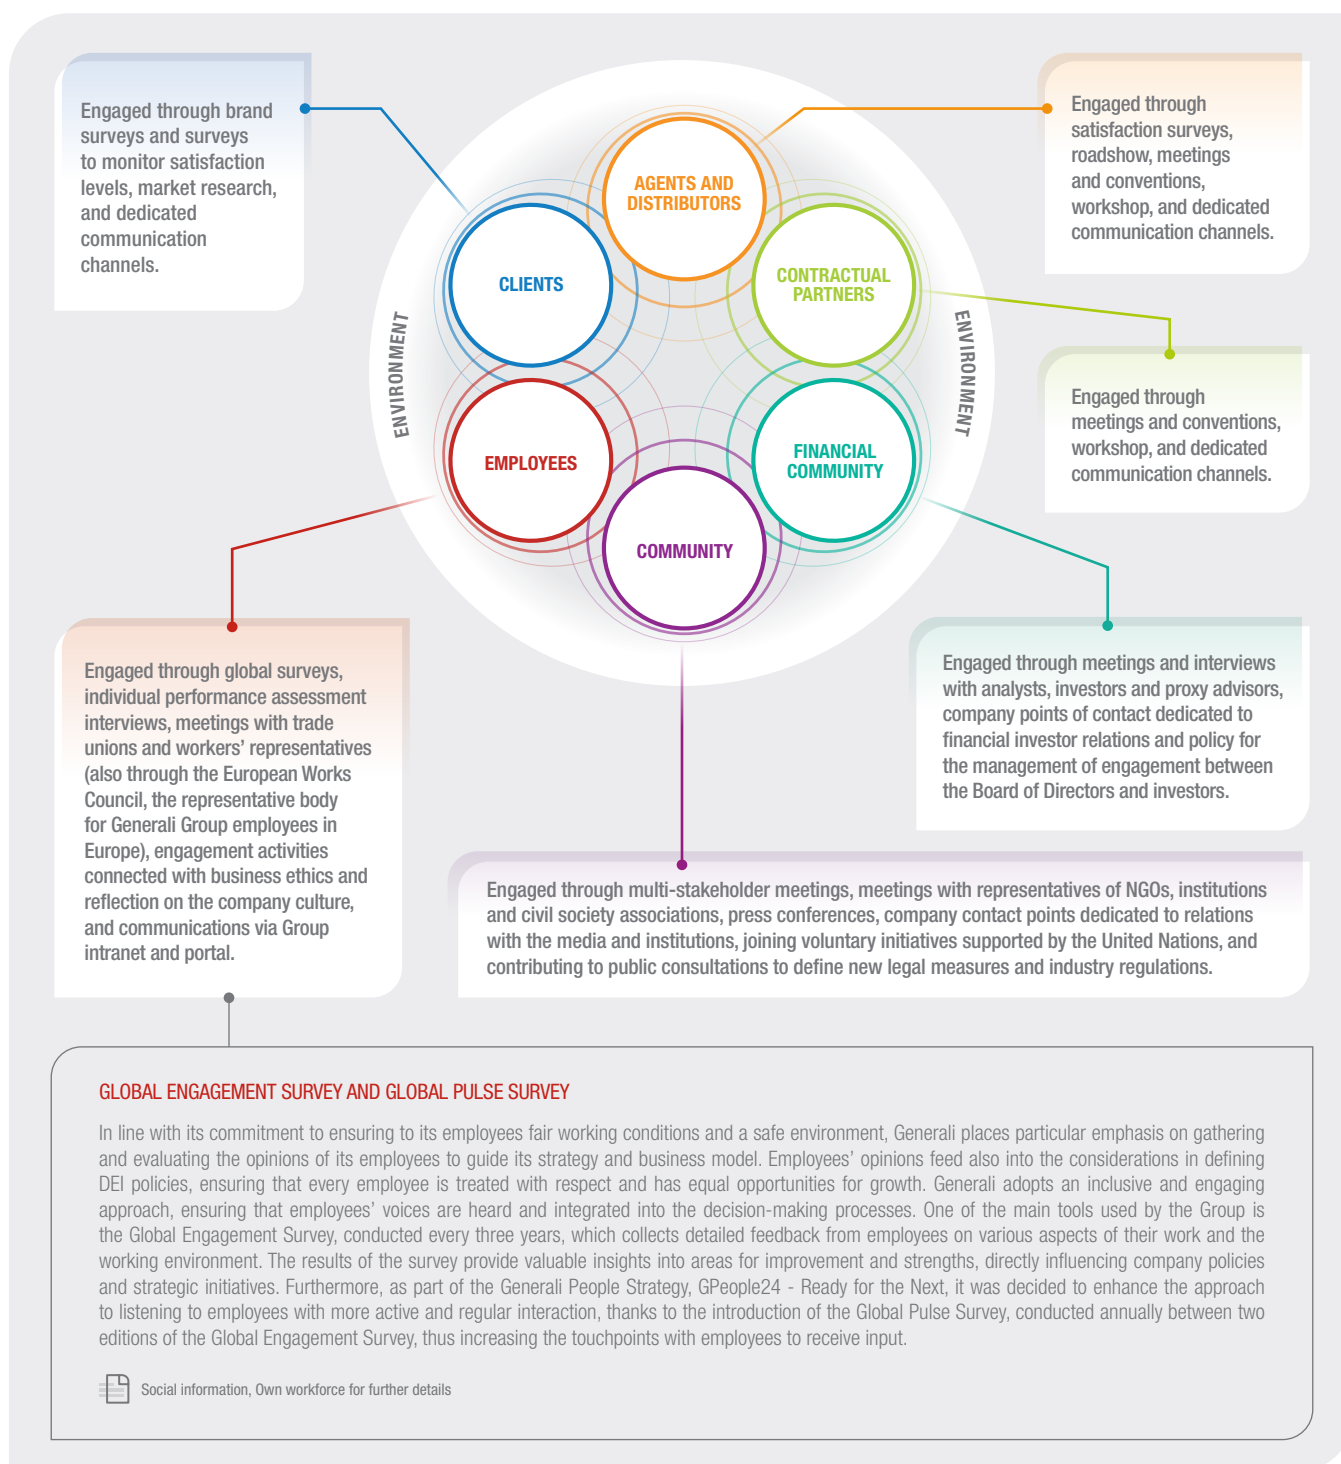 Engaged through brand
surveys and surveys
to monitor satisfaction
levels, market research,
and dedicated
communication
channels.
Engaged through
satisfaction surveys,
roadshow, meetings
and conventions,
workshop, and dedicated
communication channels.
AGENTS AND
DISTRIBUTORS
CLIENTS
CONTRACTUAL
PARTNERS
ENVIRONMENT
ENVIRONMENT
Engaged through
meetings and conventions,
workshop, and dedicated
communication channels.
EMPLOYEES
FINANCIAL
COMMUNITY
COMMUNITY
Engaged through global surveys,
individual performance assessment
interviews, meetings with trade
unions and workers’ representatives
(also through the European Works
Council, the representative body
for Generali Group employees in
Europe), engagement activities
connected with business ethics and
reflection on the company culture,
and communications via Group
intranet and portal.
Engaged through meetings and interviews
with analysts, investors and proxy advisors,
company points of contact dedicated to
financial investor relations and policy for
the management of engagement between
the Board of Directors and investors.
Engaged through multi-stakeholder meetings, meetings with representatives of NGOs, institutions
and civil society associations, press conferences, company contact points dedicated to relations
with the media and institutions, joining voluntary initiatives supported by the United Nations, and
contributing to public consultations to define new legal measures and industry regulations.
GLOBAL ENGAGEMENT SURVEY AND GLOBAL PULSE SURVEY
In line with its commitment to ensuring to its employees fair working conditions and a safe environment, Generali places particular emphasis on gathering
and evaluating the opinions of its employees to guide its strategy and business model. Employees’ opinions feed also into the considerations in defining
DEI policies, ensuring that every employee is treated with respect and has equal opportunities for growth. Generali adopts an inclusive and engaging
approach, ensuring that employees’ voices are heard and integrated into the decision-making processes. One of the main tools used by the Group is
the Global Engagement Survey, conducted every three years, which collects detailed feedback from employees on various aspects of their work and the
working environment. The results of the survey provide valuable insights into areas for improvement and strengths, directly influencing company policies
and strategic initiatives. Furthermore, as part of the Generali People Strategy, GPeople24 - Ready for the Next, it was decided to enhance the approach
to listening to employees with more active and regular interaction, thanks to the introduction of the Global Pulse Survey, conducted annually between two
editions of the Global Engagement Survey, thus increasing the touchpoints with employees to receive input.
Social information, Own workforce for further details